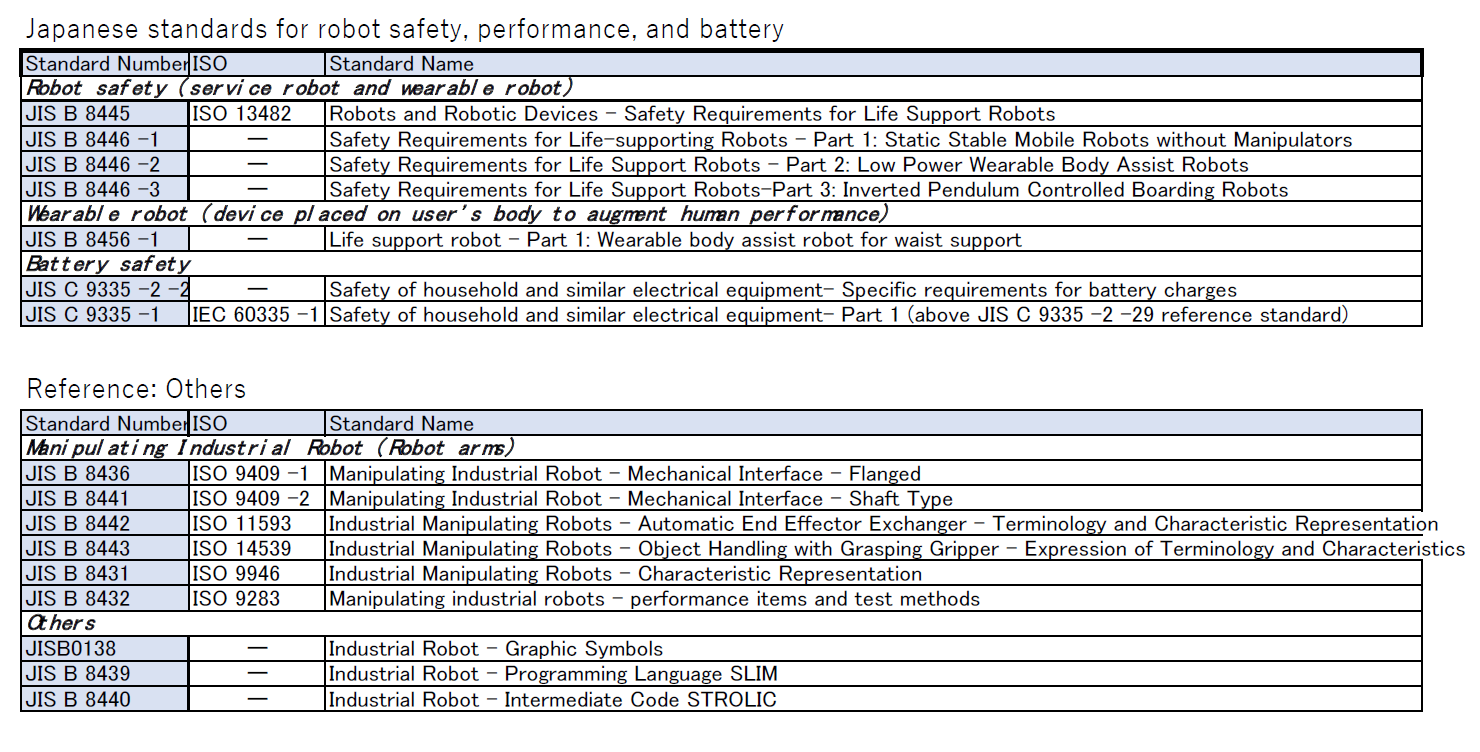 Japanese standards for robot safety, performance, and battery
Standard Number ISO Standard Name
Robot safety (service robot and wearable robot)
JIS B 8445 ISO 13482 Robots and Robotic Devices - Safety Requirements for Life Support Robots
JIS B 8446 -1 — Safety Requirements for Life-supporting Robots - Part 1: Static Stable Mobile Robots without Manipulators
JIS B 8446 -2 — Safety Requirements for Life Support Robots - Part 2: Low Power Wearable Body Assist Robots
JIS B 8446 -3 — Safety Requirements for Life Support Robots-Part 3: Inverted Pendulum Controlled Boarding Robots
Wearable robot (device placed on user's body to augment human performance)
JIS B 8456 -1 — Life support robot - Part 1: Wearable body assist robot for waist support
Battery safety
JIS C 9335 -2 -2 — Safety of household and similar electrical equipment- Specific requirements for battery charges
JIS C 9335 -1 IEC 60335 -1 Safety of household and similar electrical equipment- Part 1 (above JIS C 9335 -2 -29 reference standard)
Reference: Others
Standard Number ISO Standard Name
Manipulating Industrial Robot (Robot arms)
JIS B 8436 ISO 9409 -1 Manipulating Industrial Robot - Mechanical Interface - Flanged
JIS B 8441 ISO 9409 -2 Manipulating Industrial Robot - Mechanical Interface - Shaft Type
JIS B 8442 ISO 11593 Industrial Manipulating Robots - Automatic End Effector Exchanger - Terminology and Characteristic Representation
JIS B 8443 ISO 14539 Industrial Manipulating Robots - Object Handling with Grasping Gripper - Expression of Terminology and Characteristics
JIS B 8431 ISO 9946 Industrial Manipulating Robots - Characteristic Representation
JIS B 8432 ISO 9283 Manipulating industrial robots - performance items and test methods
Others
JISB0138 — Industrial Robot - Graphic Symbols
JIS B 8439 — Industrial Robot - Programming Language SLIM
JIS B 8440 — Industrial Robot - Intermediate Code STROLIC